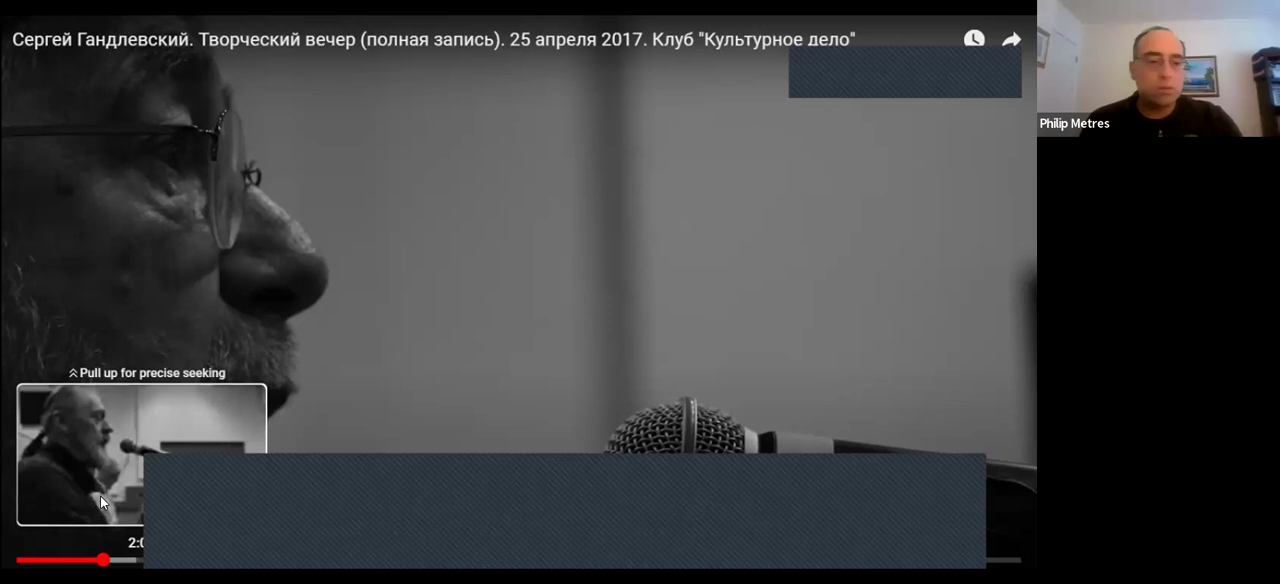 Сергей Гандлевский. Творческий вечер (полная запись). 25 апреля 2017. Клуб "Культурное дело"
Philip Metres
Pull up for precise seeking